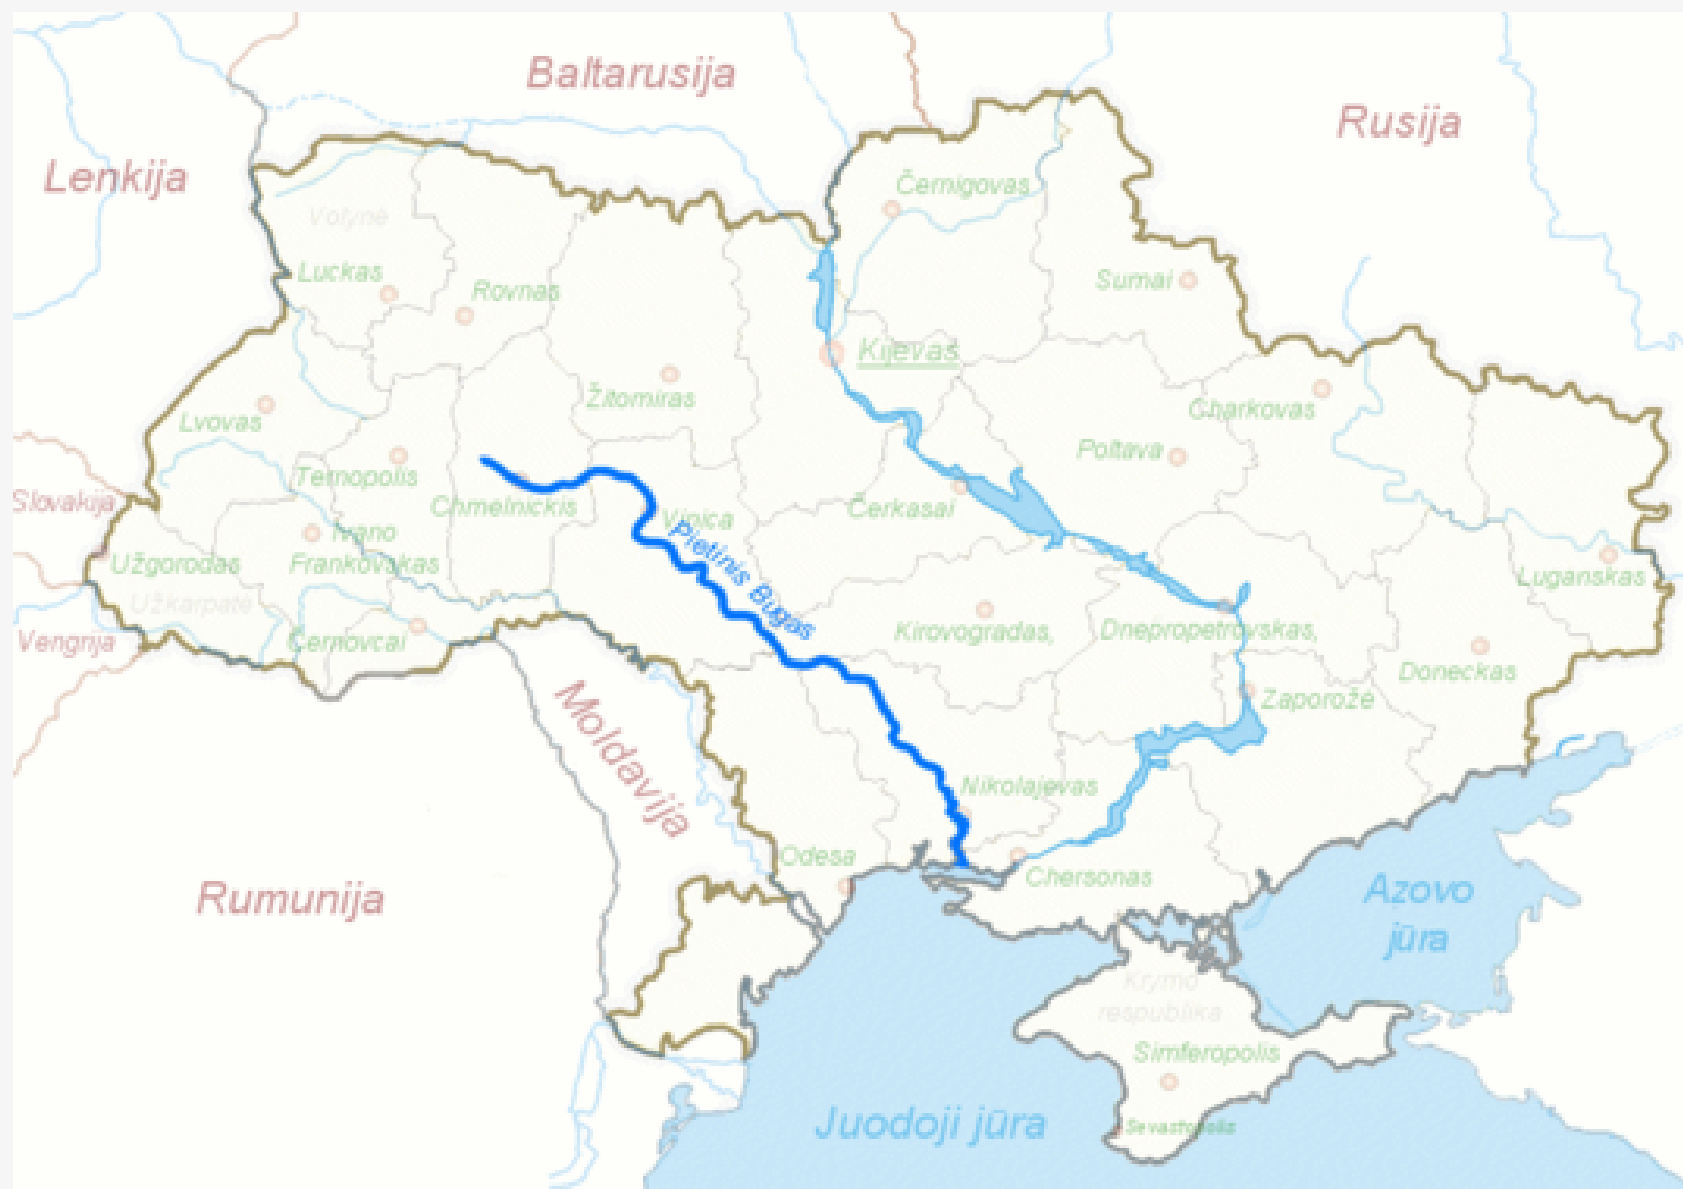 Baltarusija
Rusija
Lenkija
Černigovas
Volynė
Luckas
Rovnas
Sumai
Kijevas
Žitomiras
Lvovas
Charkovas
Poltava
Ternopolis
Chmelnickis
Čerkasai
Slovakija
Vinica
Ivano
Frankovskas
Pietinis Bugas
Užgorodas
Luganskas
Užkarpatė
Vengrija
Černovcai
Kirovogradas,
Dnepropetrovskas,
Doneckas
Zaporožė
Moldavija
Nikolajevas
Odesa
Chersonas
Rumunija
Azovo
jūra
Krymo
respublika
Simferopolis
Juodoji jūra
Sevastopolis